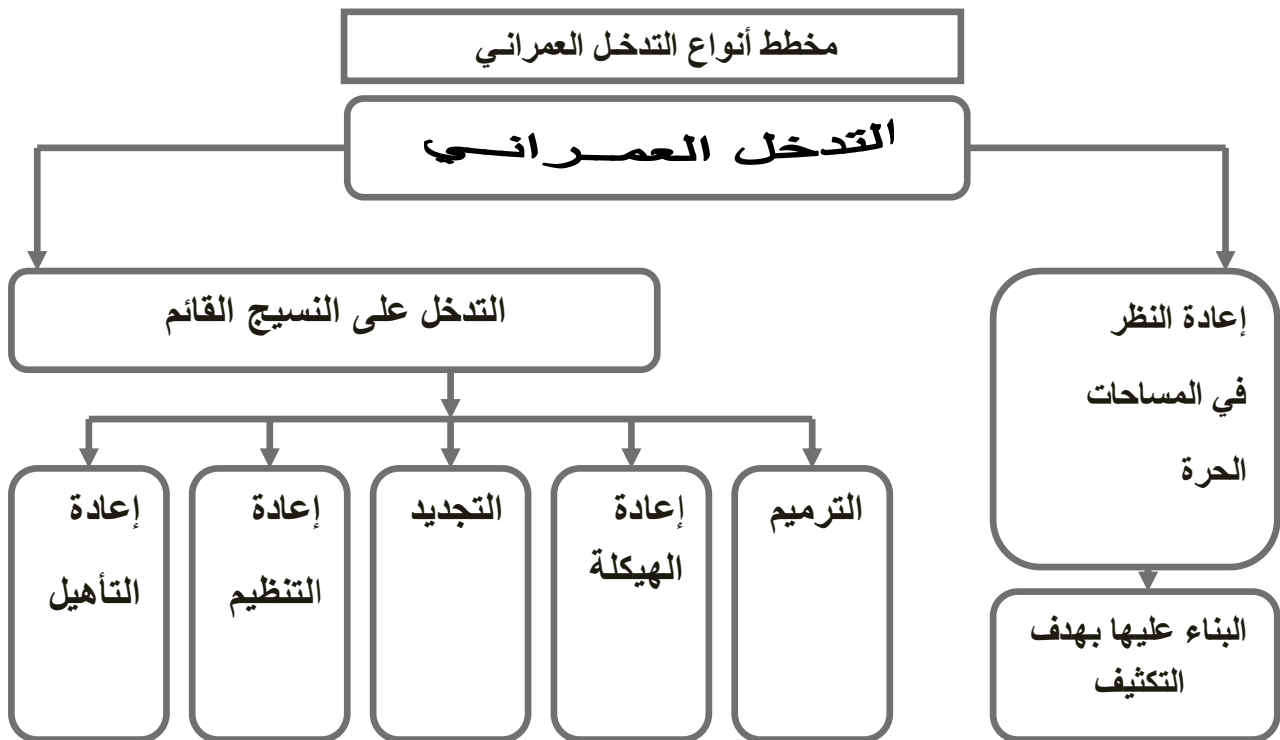 مخطط أنواع التدخل العمراني
التدخل العمراني
إعادة النظر
في المساحات
الحرة
البناء عليها بهدف
التكثيف
التدخل على النسيج القائم
الترميم
إعادة
الهيكلة
التجديد
إعادة
التنظيم
إعادة
التأهيل